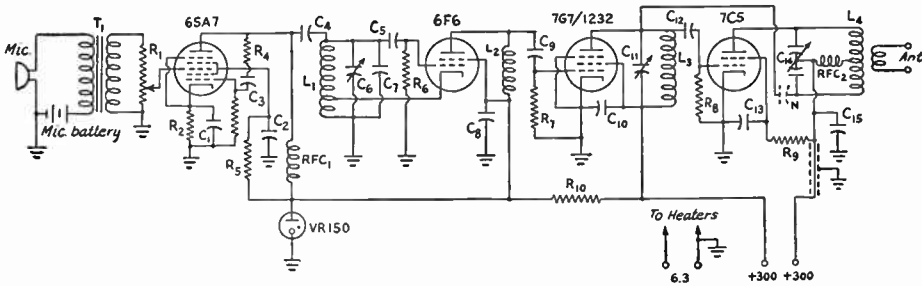 6SA7
6F6
7G7/1232
7C5
T1
Mic.
Mic. battery
R1
R2
C1
R4
C3
C2
R5
RFC1
VR150
C4
L1
C6
C7
C5
R6
C8
L2
C9
R7
C10
C11
L3
C12
R8
C13
C14
RFC2
N
L4
Ant
C15
R9
R10
To Heaters
6.3
+300 +300